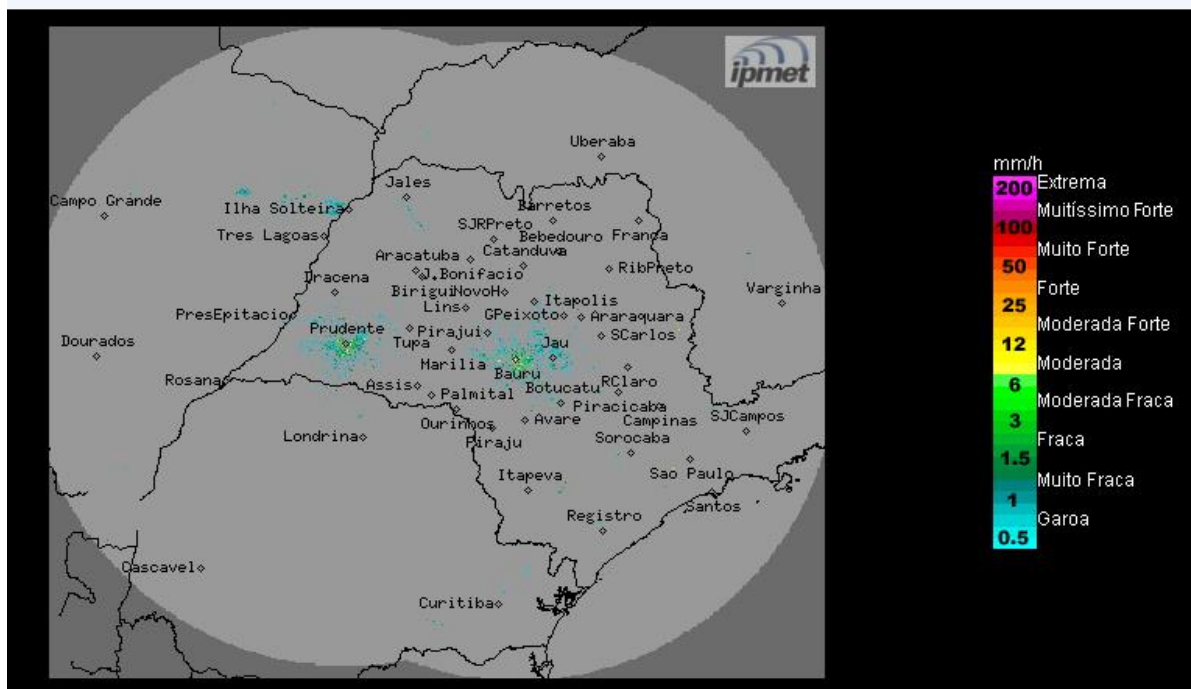 ipmet
Uberaba
Jales
Campo Grande
Ilha Solteira
Barretos
SJRPreto
Bebedouro
Franca
Tres Lagoas
Catanduva
Aracatuba
RibPreto
J.Bonifacio
Dracena
Birigui
NovoH
Varginha
Itapolis
Lins
GPeixoto
Araraquara
PresEpitacio
Prudente
Pirajui
SCarlos
Dourados
Tupa
Jau
Marilia
Bauru
Rosana
Assis
Botucatu
RClaro
Palmital
Piracicaba
SJCampos
Ourinhos
Avare
Campinas
Londrina
Piraju
Sorocaba
Itapeva
Sao Paulo
Santos
Registro
Cascavel
Curitiba
mm/h
200 Extrema
Muitíssimo Forte
100
Muito Forte
50
Forte
25
Moderada Forte
12
Moderada
6
Moderada Fraca
3
Fraca
1.5
Muito Fraca
1
Garoa
0.5